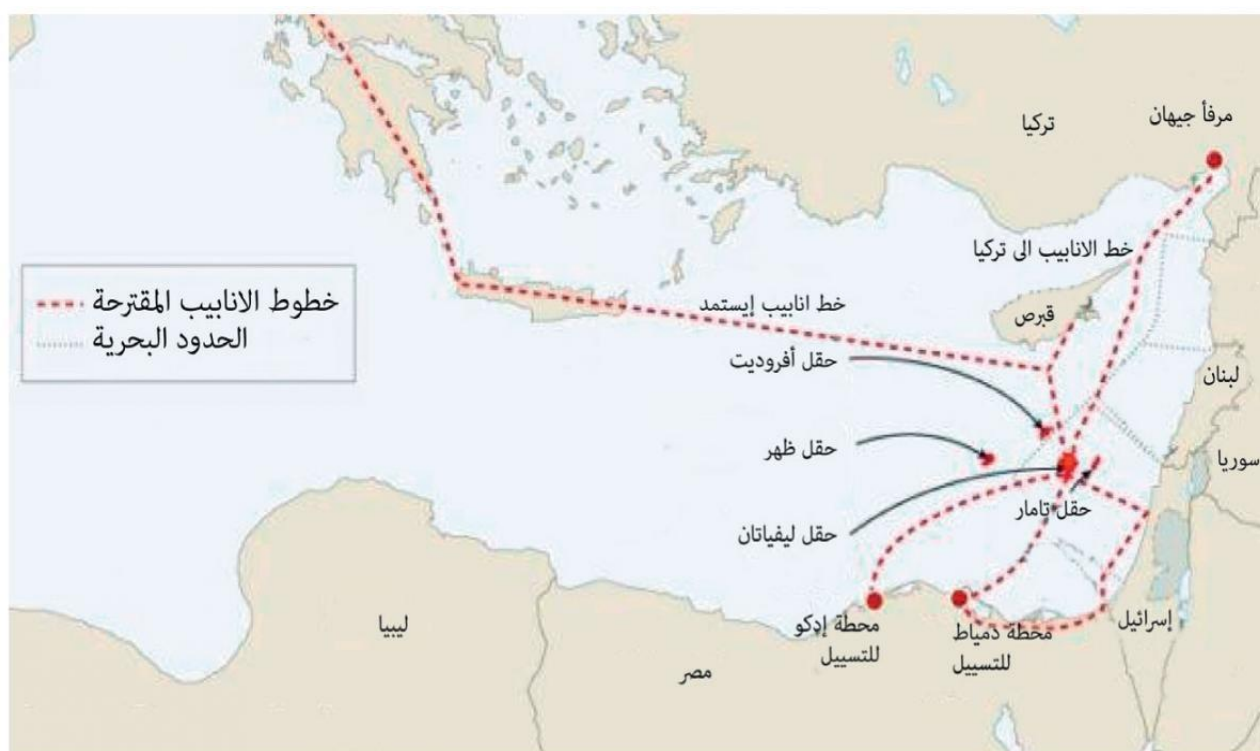 مرفأ جيهان
تركيا
خط الانابيب الى تركيا
خطوط الانابيب المقترحة
الحدود البحرية
خط انابيب إيستمد
قبرص
حقل أفروديت
لبنان
حقل ظهر
سوريا
حقل تامار
حقل ليفياتان
إسرائيل
محطة دمياط
للتسييل
محطة إدكو
للتسييل
ليبيا
مصر